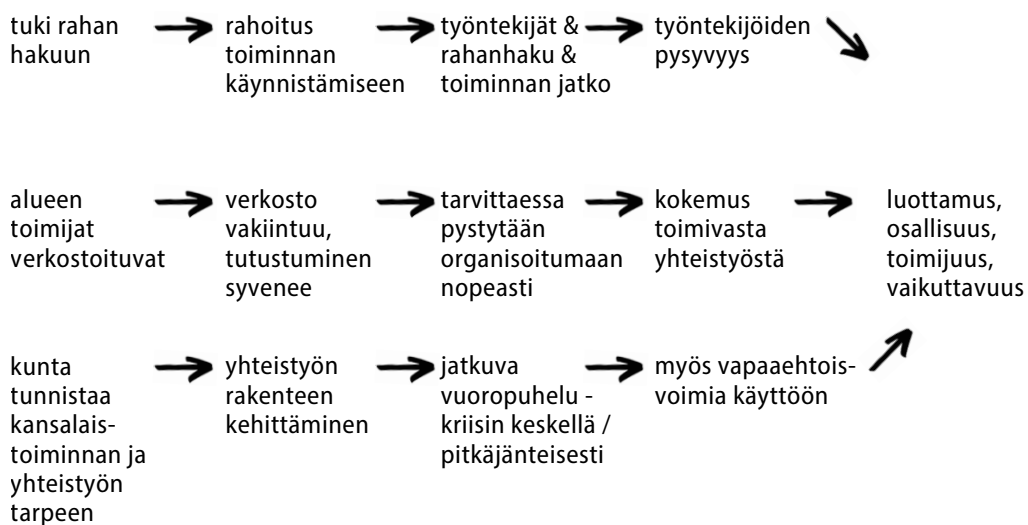 tuki rahan
hakuun
rahoitus
toiminnan
käynnistämiseen
työntekijät &
rahanhaku &
toiminnan jatko
työntekijöiden
pysyvyys
alueen
toimijat
verkostoituvat
verkosto
vakiintuu,
tutustuminen
syvenee
tarvittaessa
pystytään
organisoitumaan
nopeasti
kokemus
toimivasta
yhteistyöstä
luottamus,
osallisuus,
toimijuus,
vaikuttavuus
kunta
tunnistaa
kansalais-
toiminnan ja
yhteistyön
tarpeen
yhteistyön
rakenteen
kehittäminen
jatkuva
vuoropuhelu -
kriisin keskellä /
pitkäjänteisesti
myös vapaaehtois-
voimia käyttöön